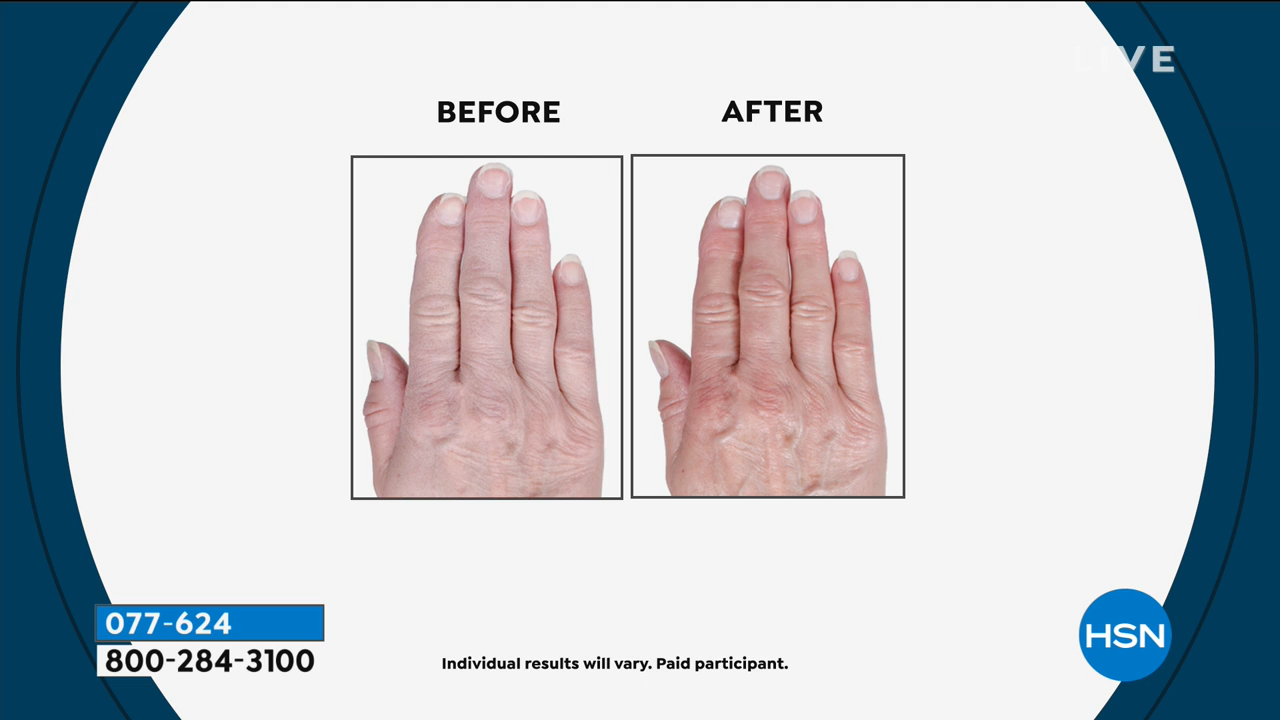 LIVE
BEFORE
AFTER
077-624
800-284-3100
Individual results will vary. Paid participant.
HSN